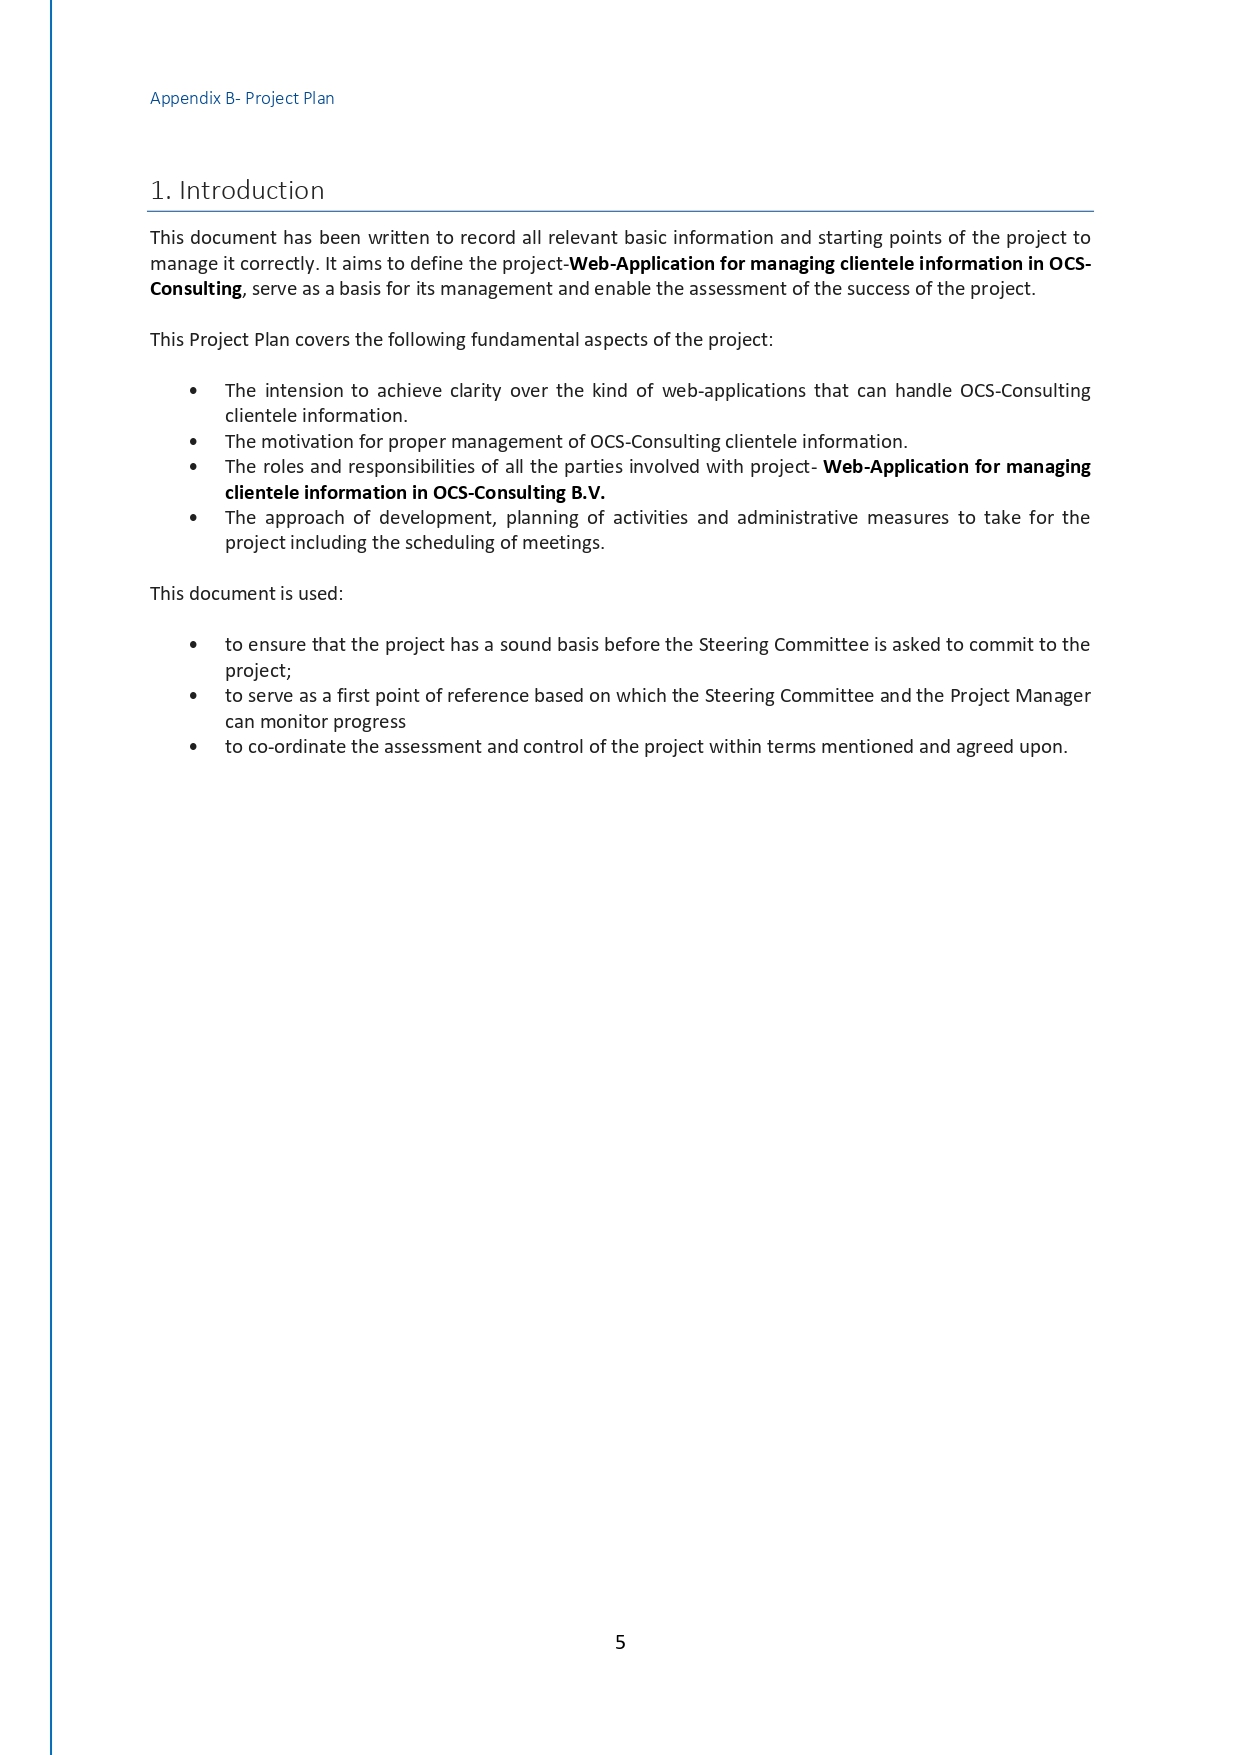 Appendix B- Project Plan
1. Introduction
This document has been written to record all relevant basic information and starting points of the project to
manage it correctly. It aims to define the project-Web-Application for managing clientele information in OCS-
Consulting, serve as a basis for its management and enable the assessment of the success of the project.
This Project Plan covers the following fundamental aspects of the project:
• The intension to achieve clarity over the kind of web-applications that can handle OCS-Consulting
clientele information.
• The motivation for proper management of OCS-Consulting clientele information.
• The roles and responsibilities of all the parties involved with project- Web-Application for managing
clientele information in OCS-Consulting B.V.
• The approach of development, planning of activities and administrative measures to take for the
project including the scheduling of meetings.
This document is used:
• to ensure that the project has a sound basis before the Steering Committee is asked to commit to the
project;
• to serve as a first point of reference based on which the Steering Committee and the Project Manager
can monitor progress
• to co-ordinate the assessment and control of the project within terms mentioned and agreed upon.
5